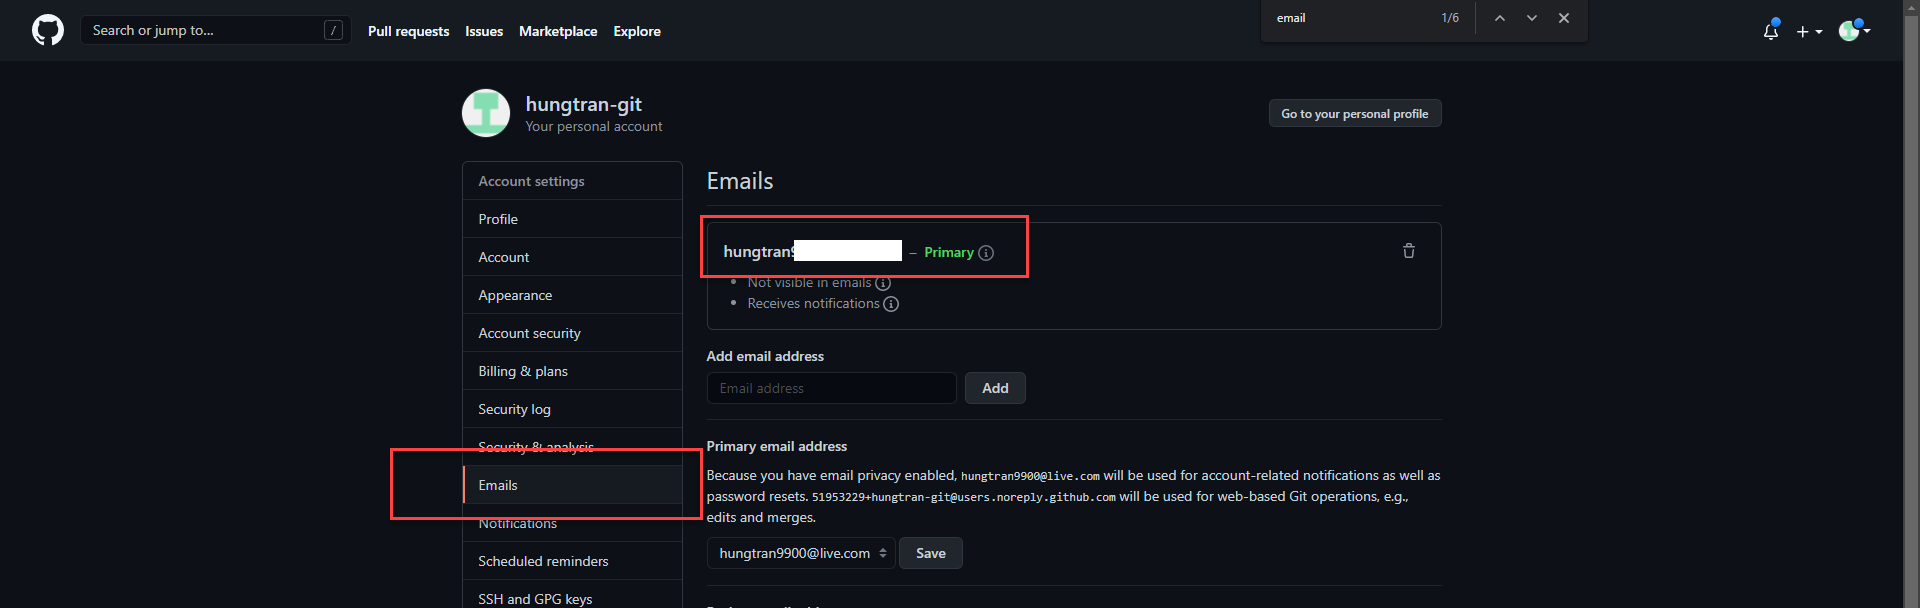 Search or jump to...
/
Pull requests
Issues
Marketplace
Explore
email
1/6
hungtran-git
Your personal account
Go to your personal profile
Account settings
Profile
Account
Appearance
Account security
Billing & plans
Security log
Security & analysis
Emails
Notifications
Scheduled reminders
SSH and GPG keys
Emails
hungtran9 – Primary
Not visible in emails
Receives notifications
Add email address
Email address
Add
Primary email address
Because you have email privacy enabled, hungtran9900@live.com will be used for account-related notifications as well as
password resets. 51953229+hungtran-git@users.noreply.github.com will be used for web-based Git operations, e.g.,
edits and merges.
hungtran9900@live.com
Save